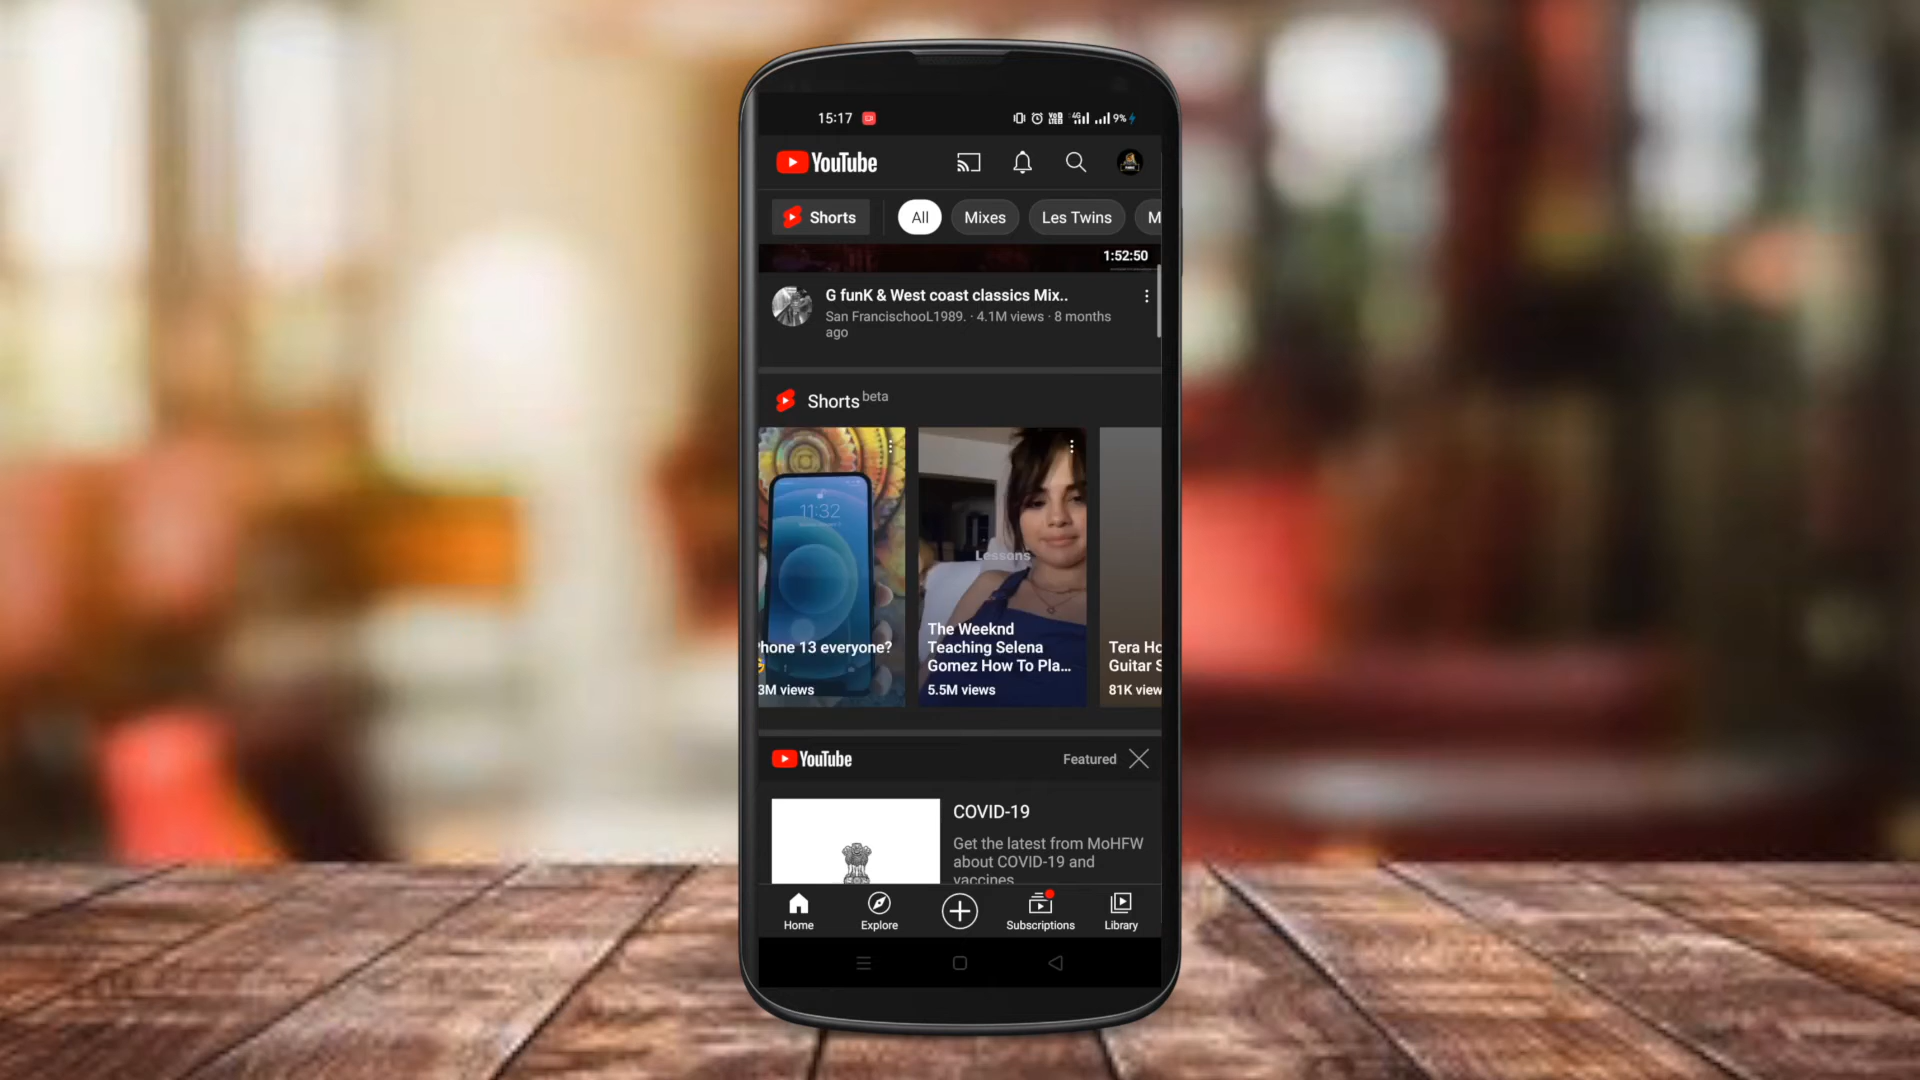 15:17
9%
YouTube
Shorts All Mixes Les Twins M
1:52:50
G funK & West coast classics Mix..
San FrancischooL1989. · 4.1M views · 8 months
ago
Shorts beta
11:32
hone 13 everyone?
3M views
Lessons
The Weeknd
Teaching Selena
Gomez How To Pla...
5.5M views
Tera Ho
Guitar S
81K view
YouTube Featured
COVID-19
Get the latest from MoHFW
about COVID-19 and
vaccines
Home Explore Subscriptions Library